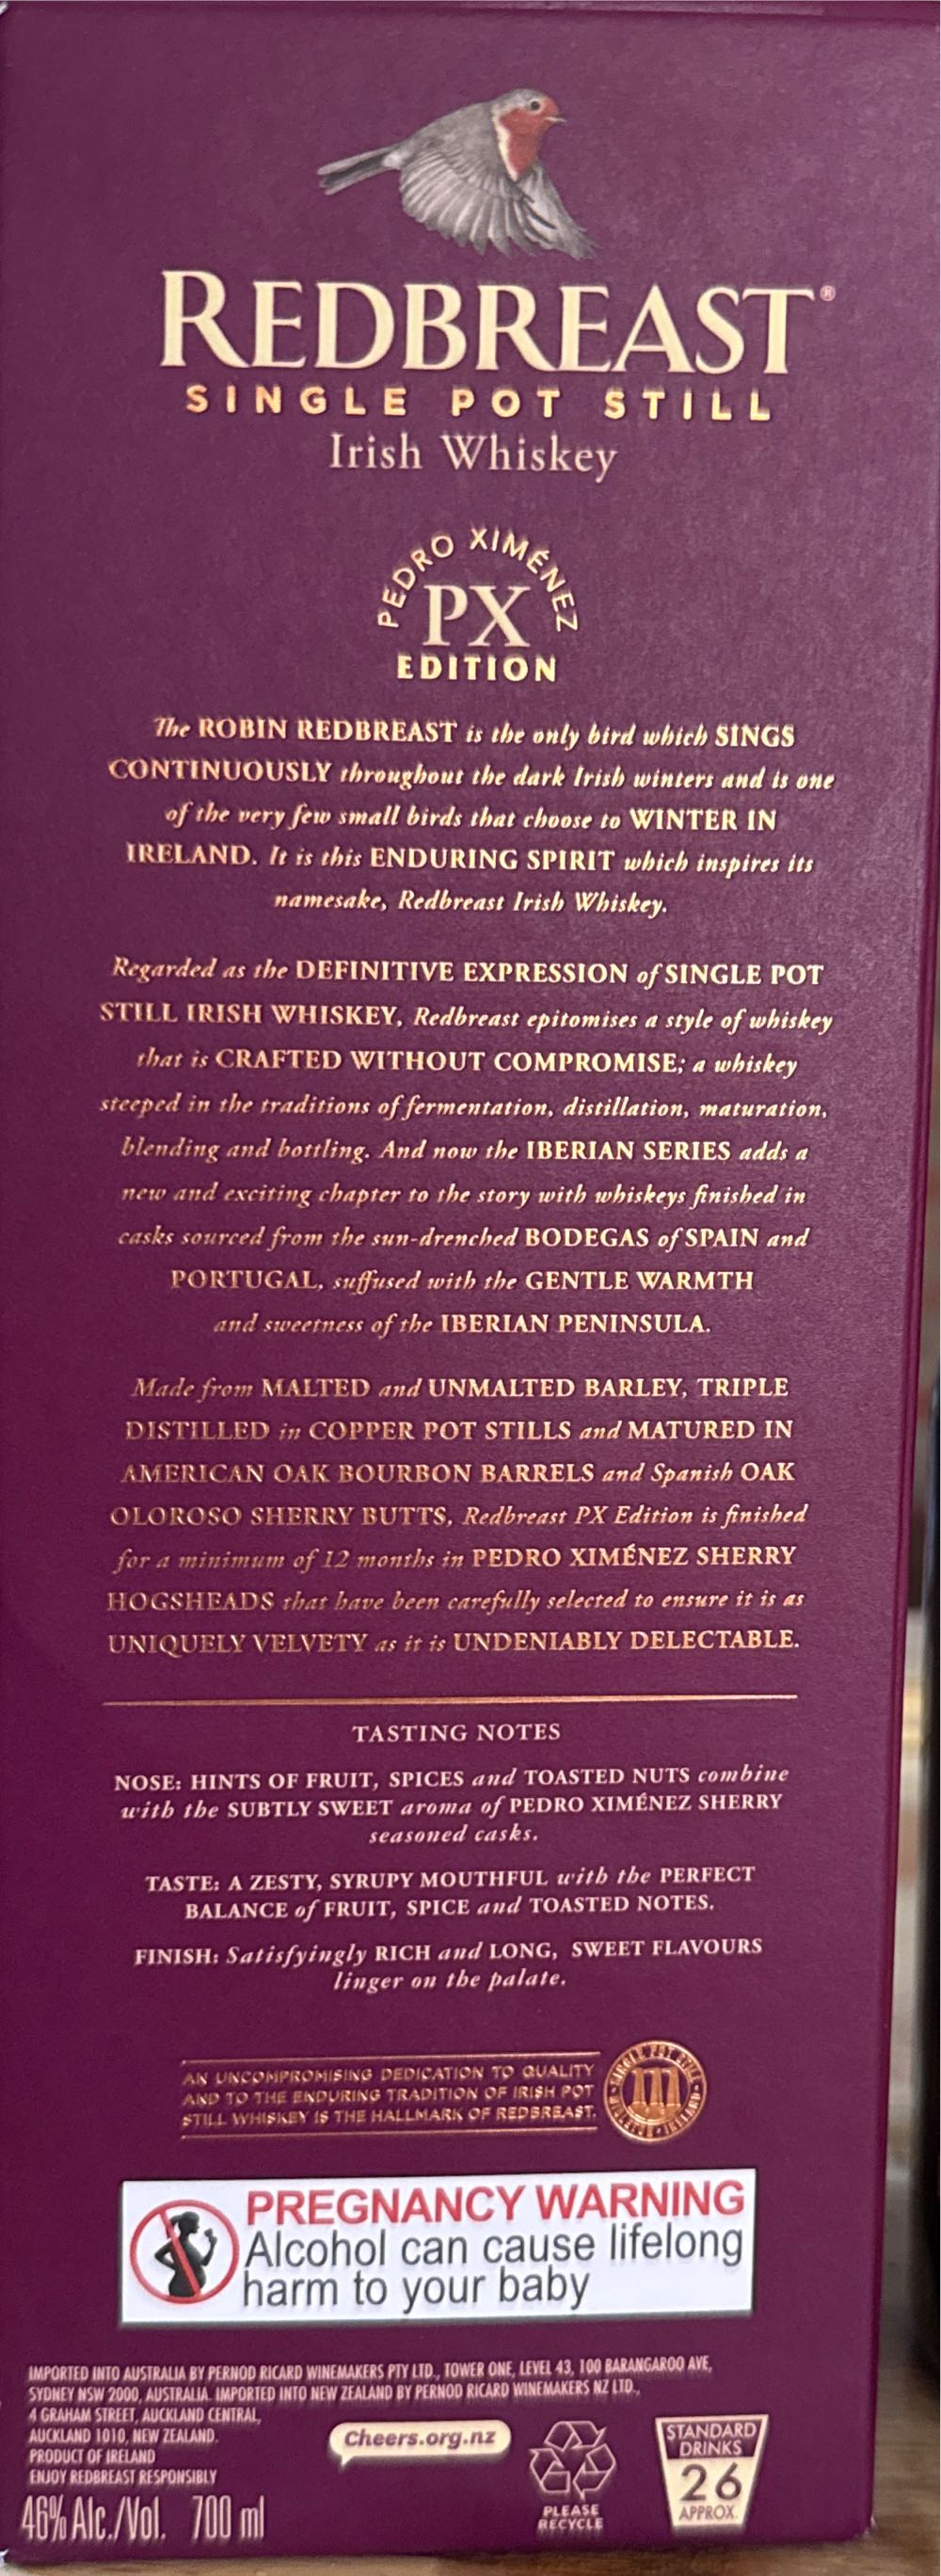 REDBREAST®
SINGLE POT STILL
Irish Whiskey
PEDRO XIMÉNEZ
PX
EDITION
The ROBIN REDBREAST is the only bird which SINGS
CONTINUOUSLY throughout the dark Irish winters and is one
of the very few small birds that choose to WINTER IN
IRELAND. It is this ENDURING SPIRIT which inspires its
namesake, Redbreast Irish Whiskey.
Regarded as the DEFINITIVE EXPRESSION of SINGLE POT
STILL IRISH WHISKEY, Redbreast epitomises a style of whiskey
that is CRAFTED WITHOUT COMPROMISE; a whiskey
steeped in the traditions of fermentation, distillation, maturation,
blending and bottling. And now the IBERIAN SERIES adds a
new and exciting chapter to the story with whiskeys finished in
casks sourced from the sun-drenched BODEGAS of SPAIN and
PORTUGAL, suffused with the GENTLE WARMTH
and sweetness of the IBERIAN PENINSULA.
Made from MALTED and UNMALTED BARLEY, TRIPLE
DISTILLED in COPPER POT STILLS and MATURED IN
AMERICAN OAK BOURBON BARRELS and Spanish OAK
OLOROSO SHERRY BUTTS, Redbreast PX Edition is finished
for a minimum of 12 months in PEDRO XIMÉNEZ SHERRY
HOGSHEADS that have been carefully selected to ensure it is as
UNIQUELY VELVETY as it is UNDENIABLY DELECTABLE.
TASTING NOTES
NOSE: HINTS OF FRUIT, SPICES and TOASTED NUTS combine
with the SUBTLY SWEET aroma of PEDRO XIMÉNEZ SHERRY
seasoned casks.
TASTE: A ZESTY, SYRUPY MOUTHFUL with the PERFECT
BALANCE of FRUIT, SPICE and TOASTED NOTES.
FINISH: Satisfyingly RICH and LONG, SWEET FLAVOURS
linger on the palate.
AN UNCOMPROMISING DEDICATION TO QUALITY
AND TO THE ENDURING TRADITION OF IRISH POT
STILL WHISKEY IS THE HALLMARK OF REDBREAST.
SINGLE POT STILL
PREGNANCY WARNING
Alcohol can cause lifelong
harm to your baby
IMPORTED INTO AUSTRALIA BY PERNOD RICARD WINEMAKERS PTY LTD., TOWER ONE, LEVEL 43, 100 BARANGAROO AVE,
SYDNEY NSW 2000, AUSTRALIA. IMPORTED INTO NEW ZEALAND BY PERNOD RICARD WINEMAKERS NZ LTD.,
4 GRAHAM STREET, AUCKLAND CENTRAL,
AUCKLAND 1010, NEW ZEALAND.
PRODUCT OF IRELAND
ENJOY REDBREAST RESPONSIBLY
46% Alc./Vol. 700 ml
Cheers.org.nz
PLEASE
RECYCLE
STANDARD
DRINKS
26
APPROX.